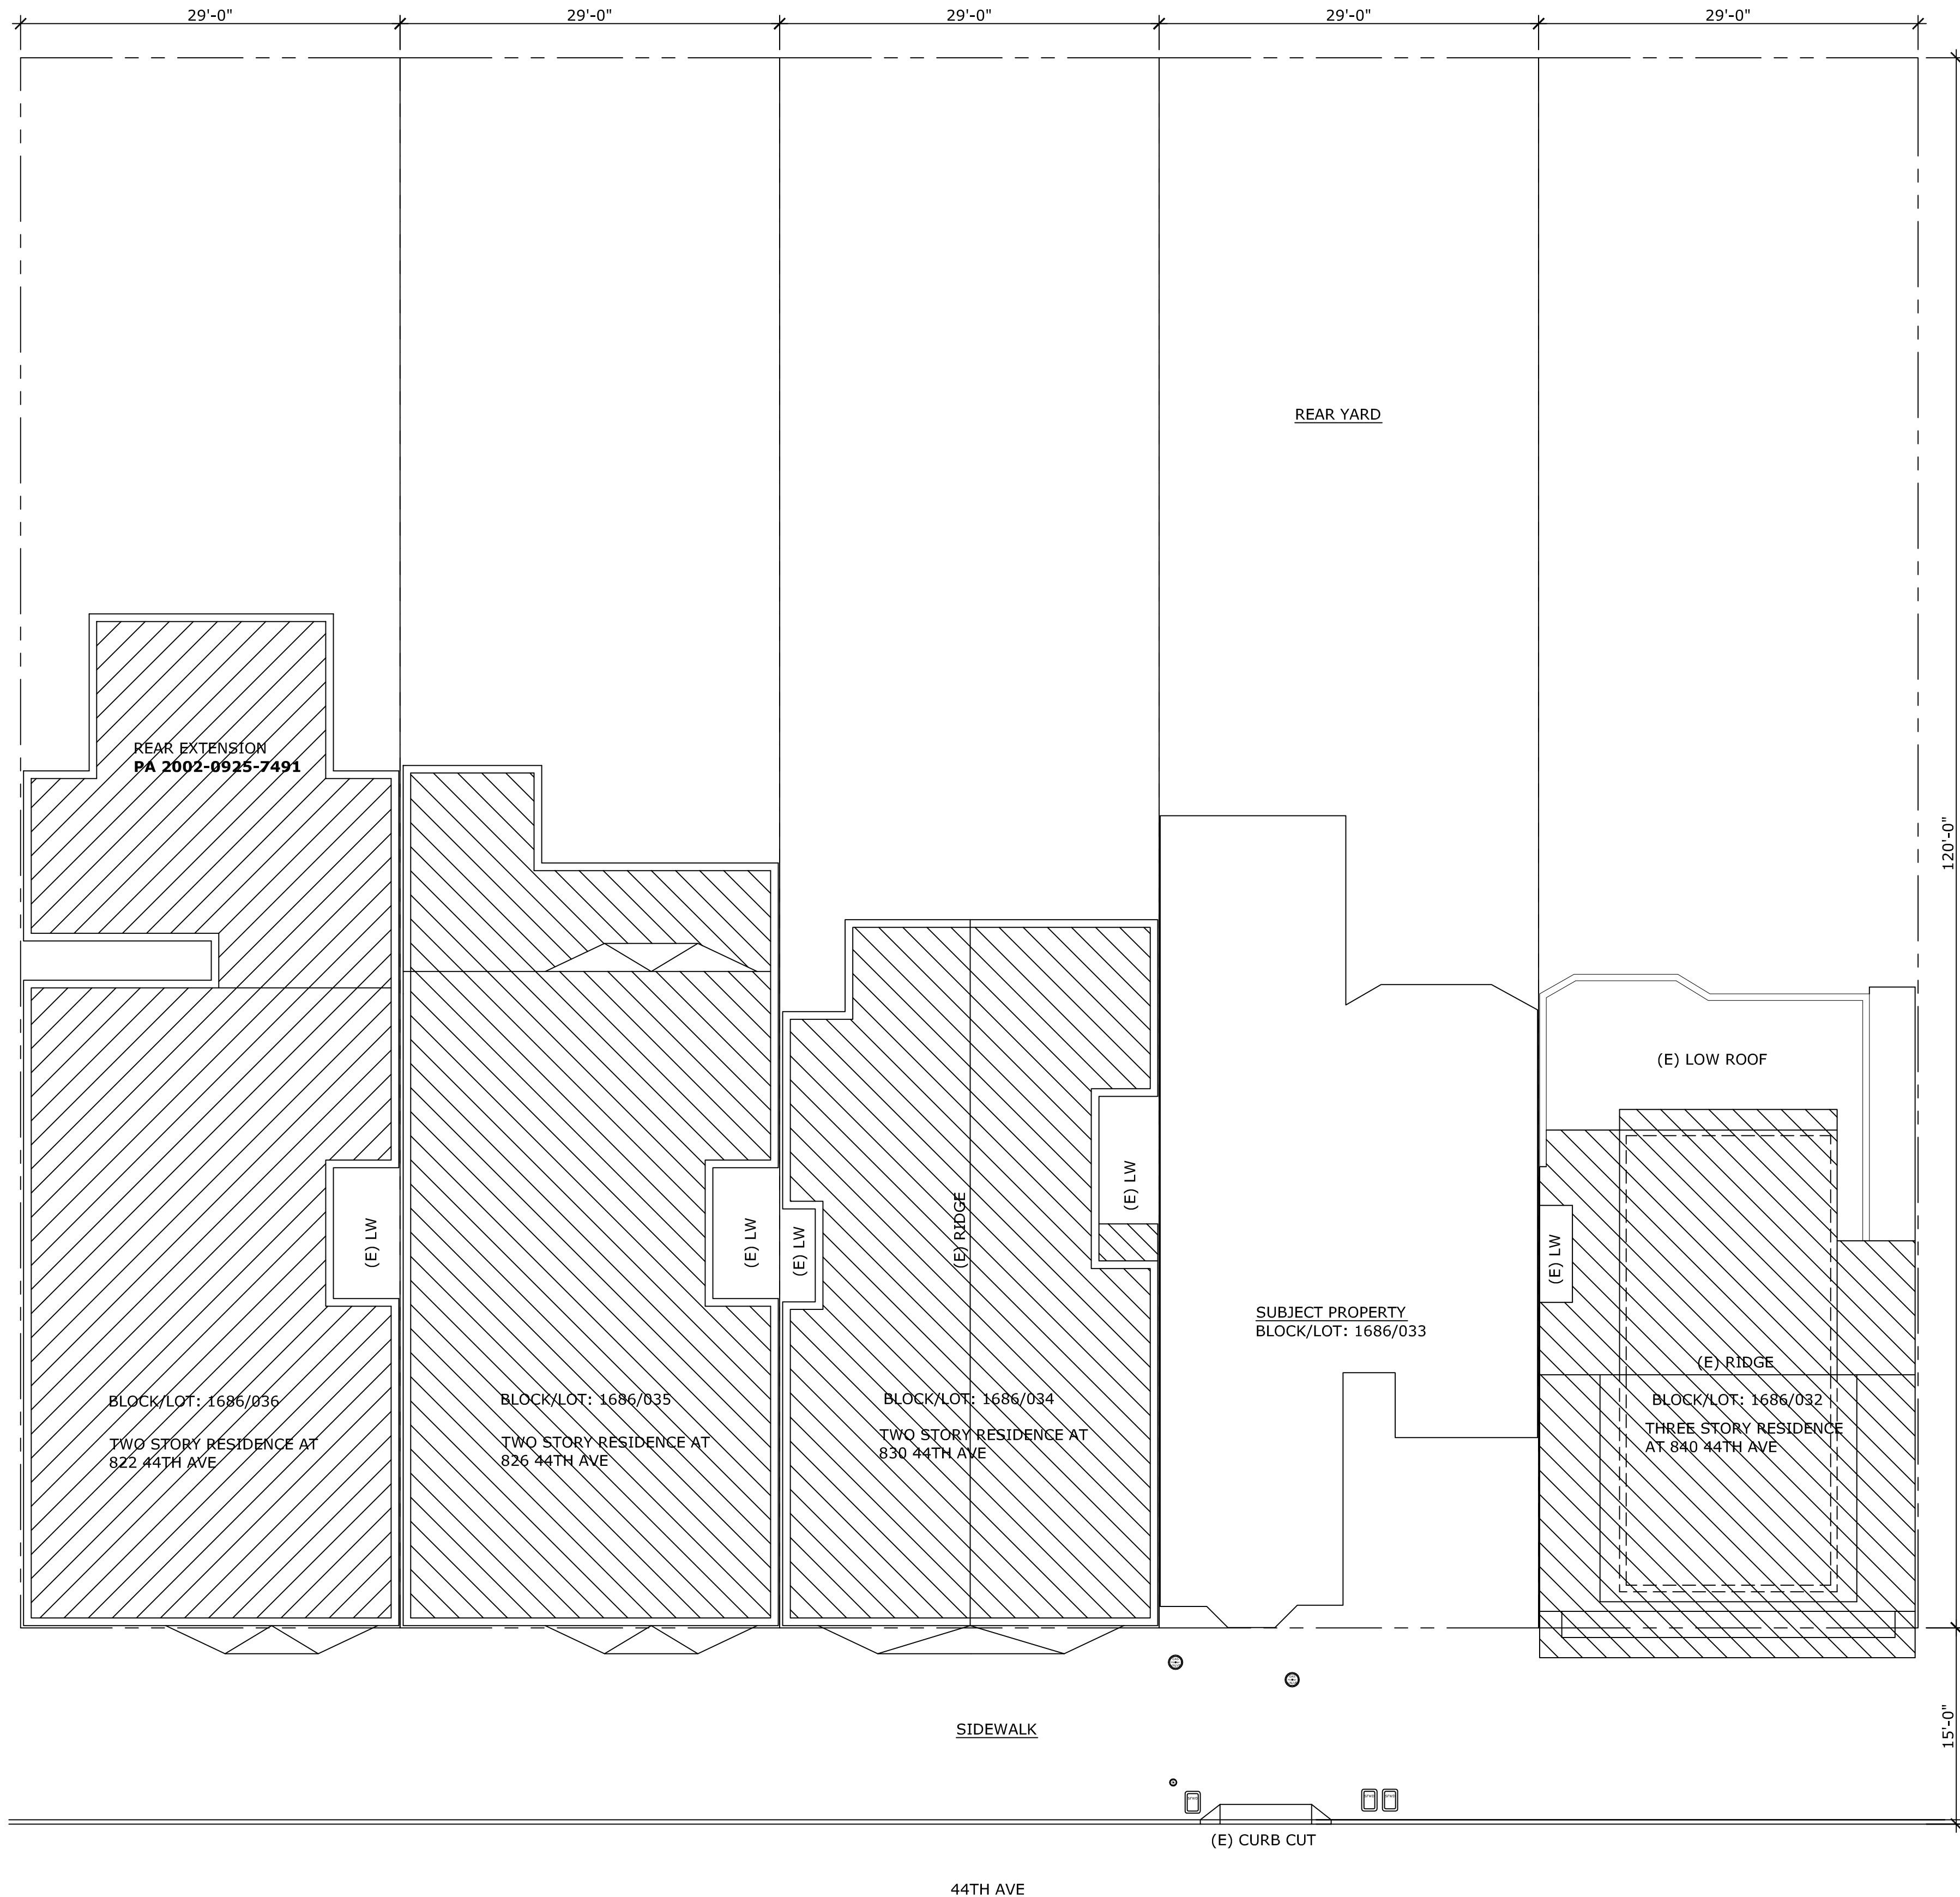 29'-0"
29'-0"
29'-0"
29'-0"
29'-0"
REAR YARD
REAR EXTENSION
PA 2002-0925-7491
120'-0"
(E) LOW ROOF
(E) LW
(E) LW
(E) LW
(E) RIDGE
(E) LW
(E) LW
SUBJECT PROPERTY
BLOCK/LOT: 1686/033
(E) RIDGE
BLOCK/LOT: 1686/036
TWO STORY RESIDENCE AT
822 44TH AVE
BLOCK/LOT: 1686/035
TWO STORY RESIDENCE AT
826 44TH AVE
BLOCK/LOT: 1686/034
TWO STORY RESIDENCE AT
830 44TH AVE
BLOCK/LOT: 1686/032
THREE STORY RESIDENCE
AT 840 44TH AVE
SIDEWALK
15'-0"
(E) CURB CUT
44TH AVE